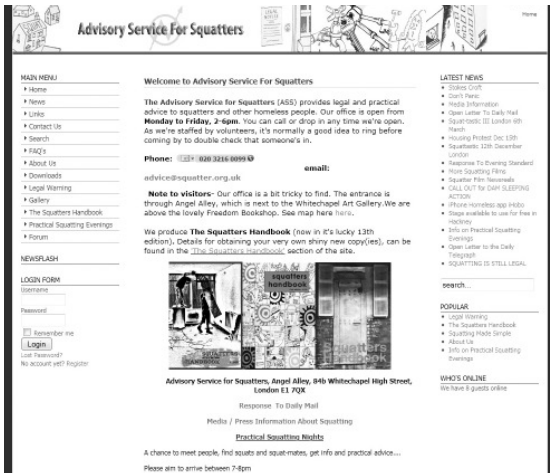 Home
Advisory Service For Squatters
MAIN MENU
Home
News
Links
Contact Us
Search
FAQ's
About Us
Downloads
Legal Warning
Gallery
The Squatters Handbook
Practical Squatting Evenings
Forum
NEWSFLASH
LOGIN FORM
Username
Password
Remember me
Login
Lost Password?
No account yet? Register
Welcome to Advisory Service For Squatters
The Advisory Service for Squatters (ASS) provides legal and practical
advice to squatters and other homeless people. Our office is open from
Monday to Friday, 2-6pm. You can call or drop in any time we're open.
As we're staffed by volunteers, it's normally a good idea to ring before
coming by to double check that someone's in.
Phone: 020 3216 0099
email:
advice@squatter.org.uk
Note to visitors- Our office is a bit tricky to find. The entrance is
through Angel Alley, which is next to the Whitechapel Art Gallery.We are
above the lovely Freedom Bookshop. See map here here.
We produce The Squatters Handbook (now in it's lucky 13th
edition), Details for obtaining your very own shiny new copy(ies), can be
found in the 'The Squatters Handbook' section of the site.
squatters
handbook
Squatters
Handbook
Advisory Service for Squatters, Angel Alley, 84b Whitechapel High Street,
London E1 7QX
Response To Daily Mail
Media / Press Information About Squatting
Practical Squatting Nights
A chance to meet people, find squats and squat-mates, get info and practical advice....
Please aim to arrive between 7-8pm
LATEST NEWS
Stokes Croft
Don't Panic
Media Information
Open Letter To Daily Mail
Squat-tastic III London 6th
March
Housing Protest Dec 15th
Squattastic 12th December
London
Response To Evening Standard
More Squatting Films
Squatter Film Newsreels
CALL OUT for DAM SLEEPING
ACTION
iPhone Homeless app iHobo
Stage available to use for free in
Hackney
Info on Practical Squatting
Evenings
Open Letter to the Daily
Telegraph
SQUATTING IS STILL LEGAL
search...
POPULAR
Legal Warning
The Squatters Handbook
Squatting Made Simple
About Us
Info on Practical Squatting
Evenings
WHO'S ONLINE
We have 8 guests online